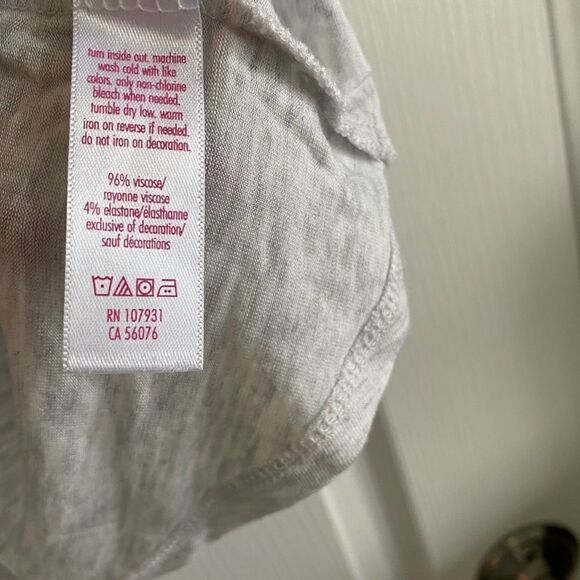 turn inside out. machine
wash cold with like
colors. only non-chlorine
bleach when needed.
tumble dry low. warm
iron on reverse if needed.
do not iron on decoration.
96% viscose/
rayonne viscose
4% elastane/élasthanne
exclusive of decoration/
sauf décorations
RN 107931
CA 56076